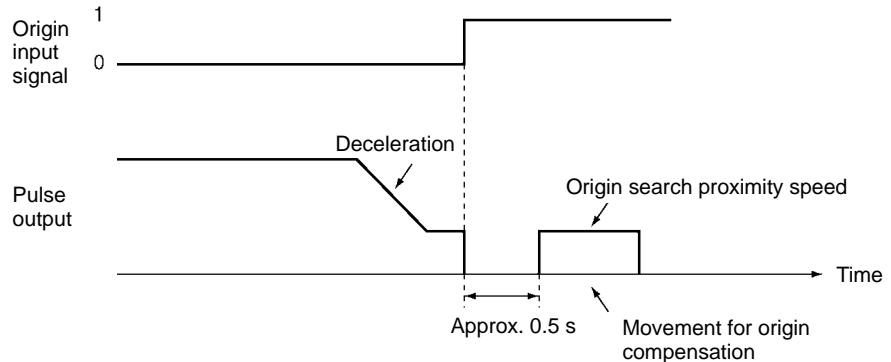 Origin
input
signal
1
0
Deceleration
Origin search proximity speed
Pulse
output
Time
Approx. 0.5 s
Movement for origin
compensation